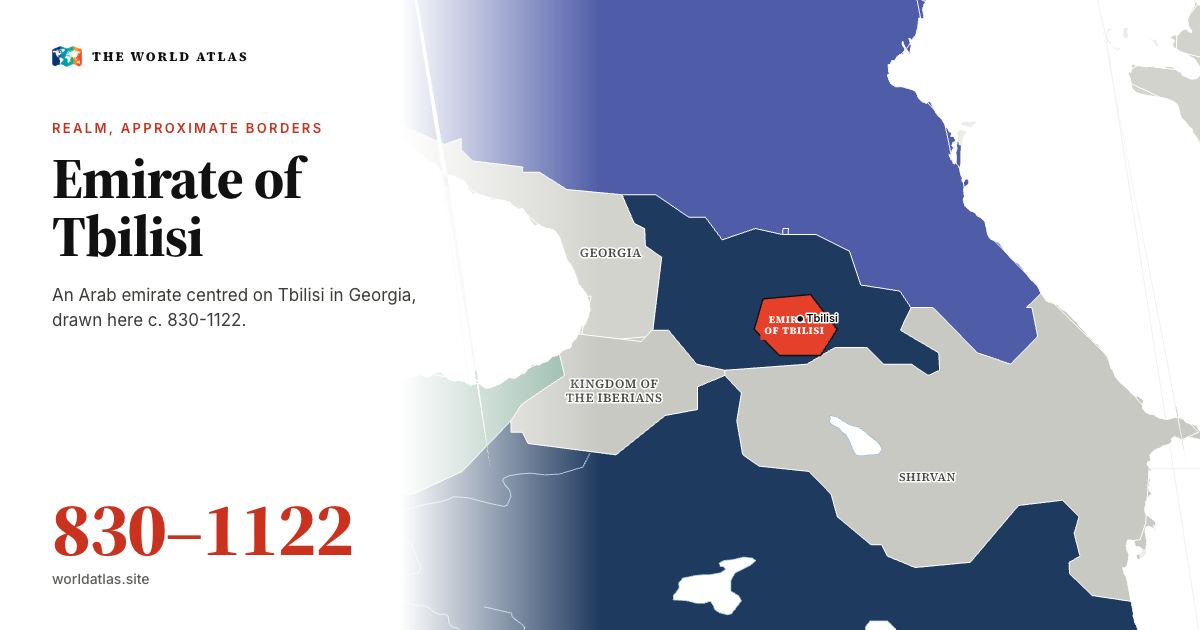 THE WORLD ATLAS
REALM, APPROXIMATE BORDERS
Emirate of
Tbilisi
An Arab emirate centred on Tbilisi in Georgia,
drawn here c. 830-1122.
830–1122
worldatlas.site
GEORGIA
Tbilisi
OF TBILISI
KINGDOM OF
THE IBERIANS
SHIRVAN